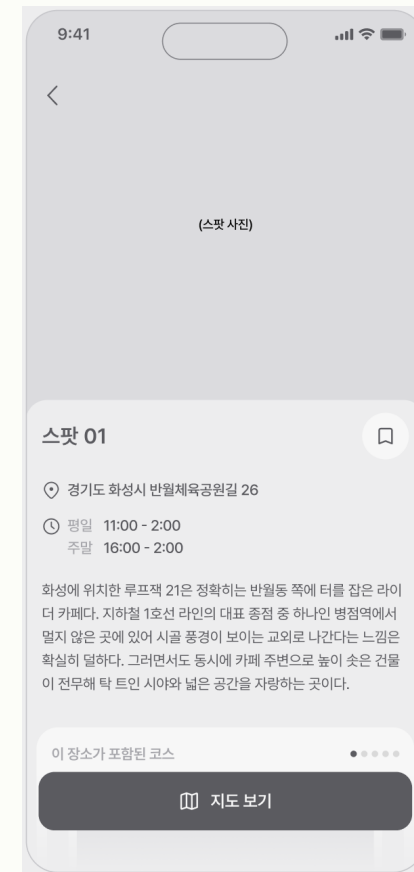 9:41
(스팟 사진)
스팟 01
경기도 화성시 반월체육공원길 26
평일 11:00 - 2:00
주말 16:00 - 2:00
화성에 위치한 루프잭 21은 정확히는 반월동 쪽에 터를 잡은 라이
더 카페다. 지하철 1호선 라인의 대표 종점 중 하나인 병점역에서
멀지 않은 곳에 있어 시골 풍경이 보이는 교외로 나간다는 느낌은
확실히 덜하다. 그러면서도 동시에 카페 주변으로 높이 솟은 건물
이 전무해 탁 트인 시야와 넓은 공간을 자랑하는 곳이다.
이 장소가 포함된 코스
지도 보기